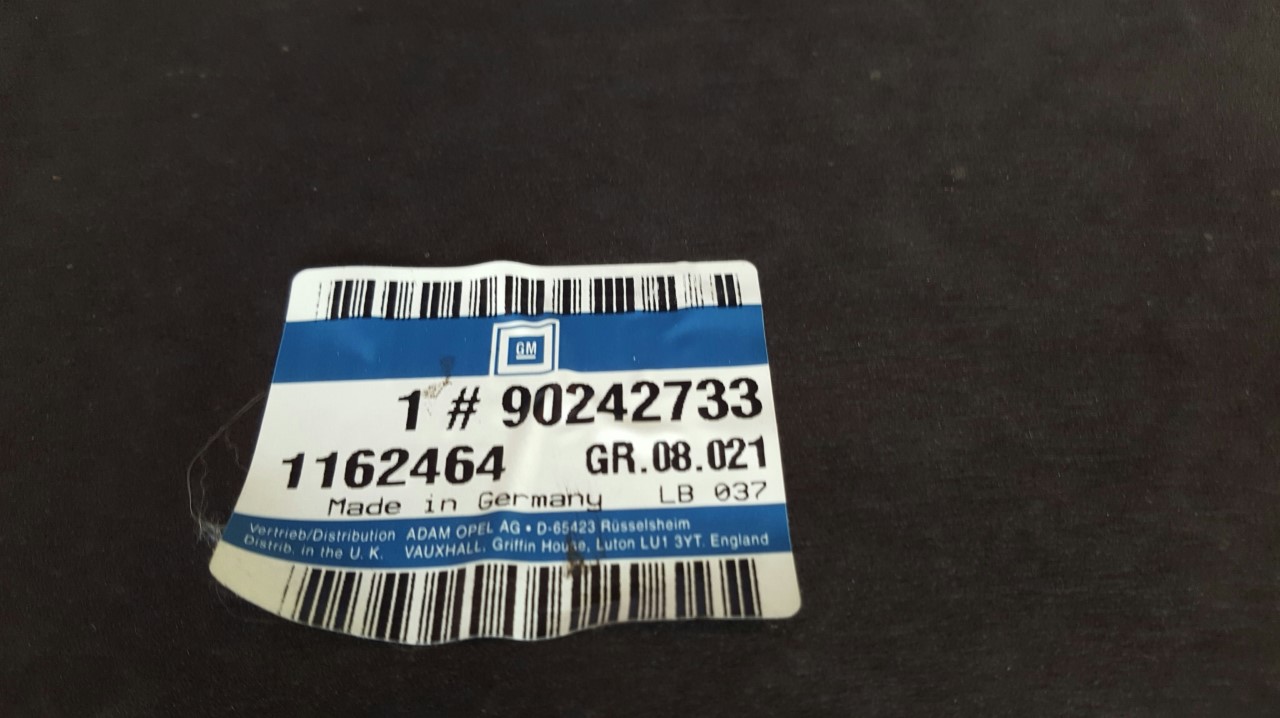 GM
1 # 90242733
1162464 GR.08.021
Made in Germany LB 037
Vertrieb/Distribution ADAM OPEL AG • D-65423 Rüsselsheim
Distrib. in the U. K. VAUXHALL. Griffin House, Luton LU1 3YT. England